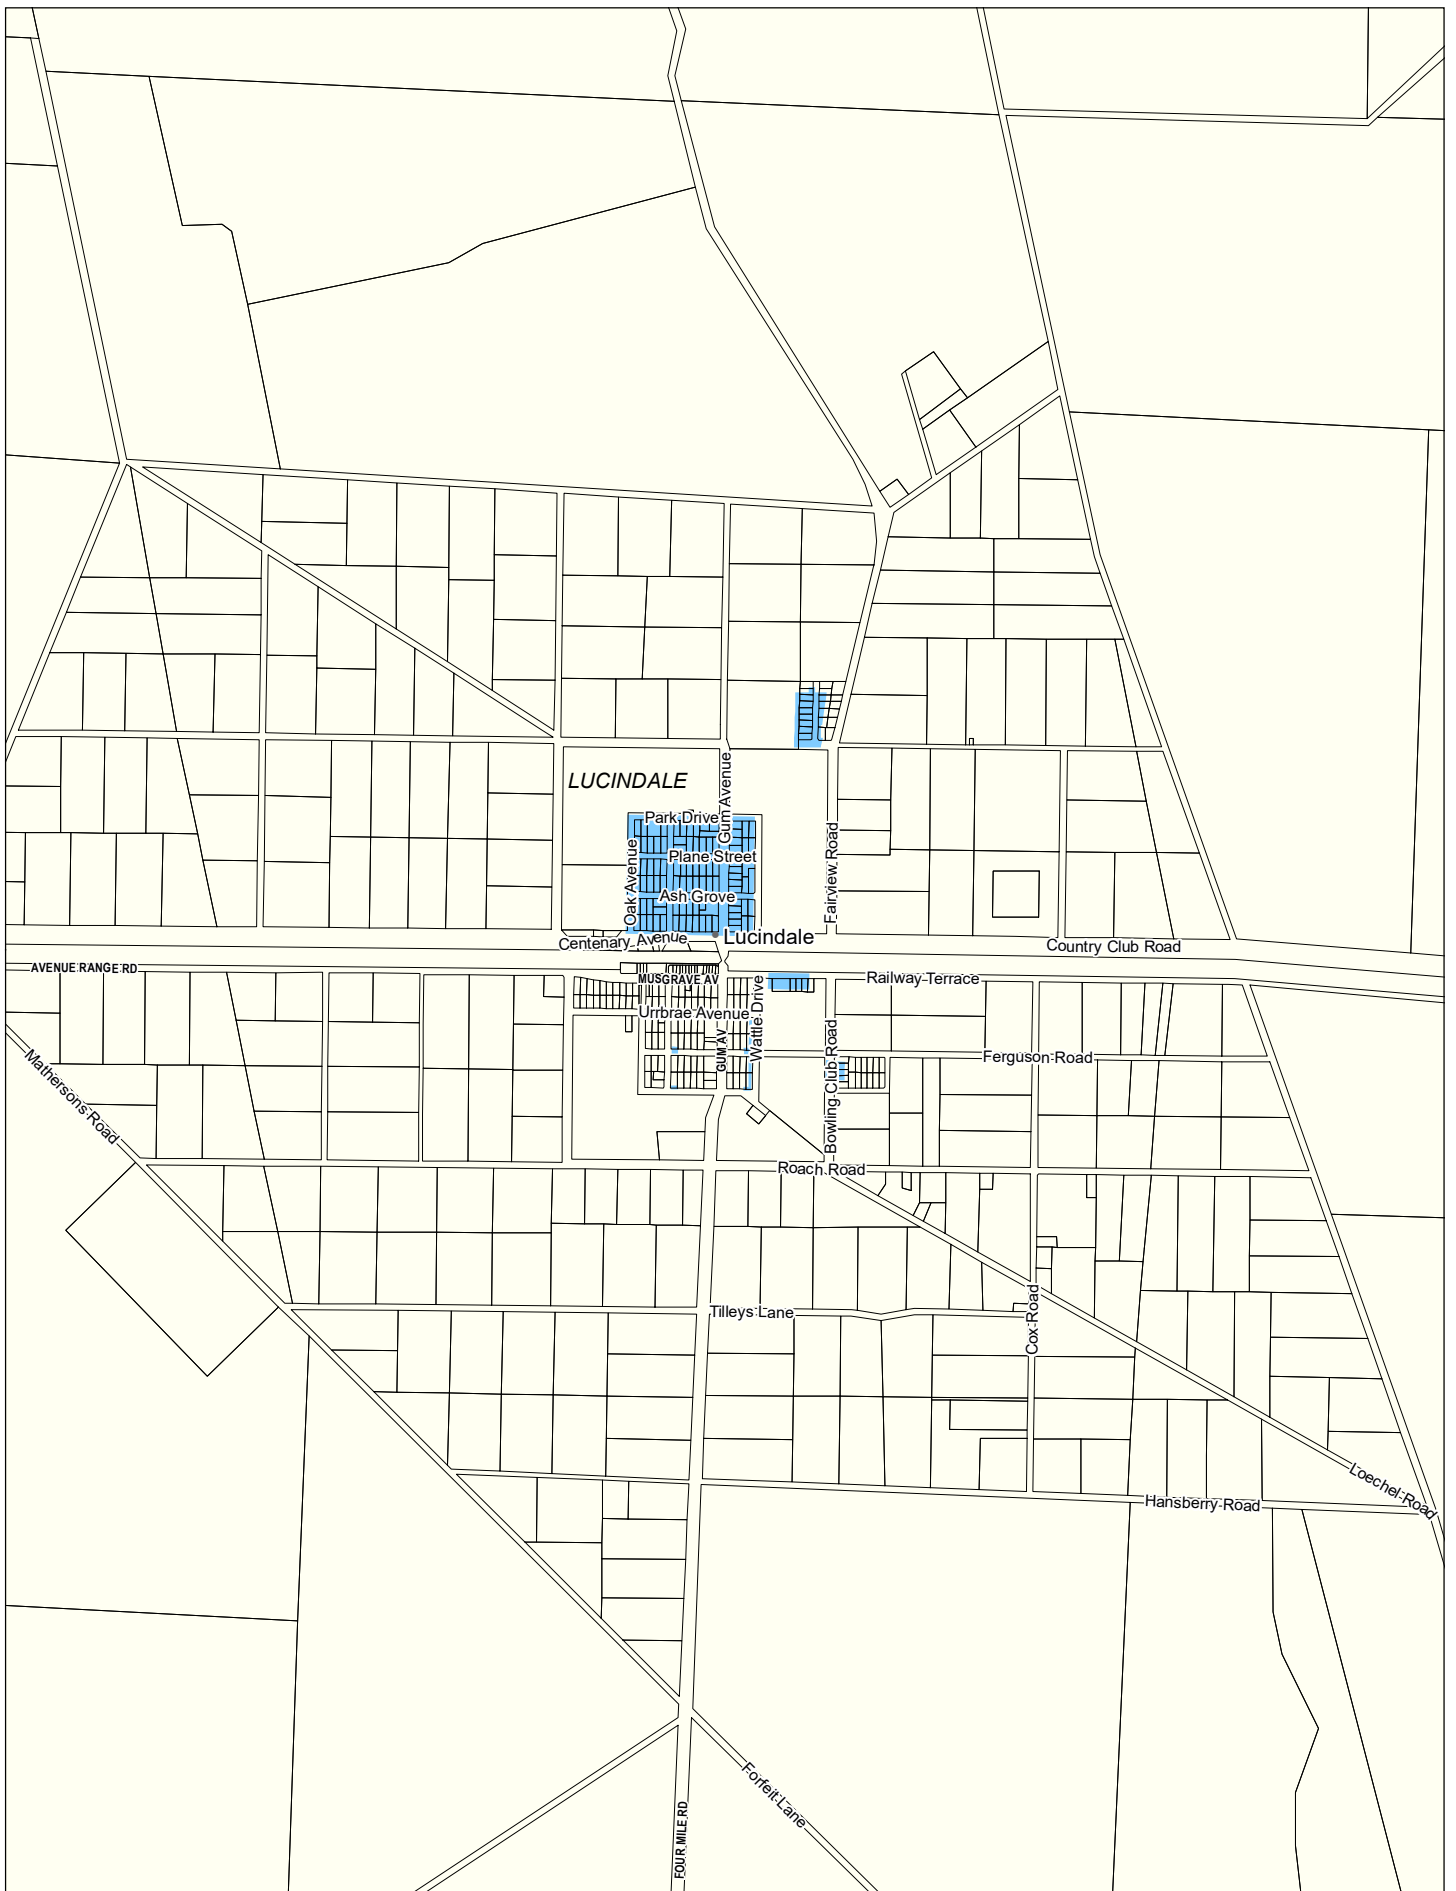 LUCINDALE
Gum Avenue
Park Drive
Plane Street
Oak Avenue
Ash Grove
Fairview Road
Centenary Avenue
Lucindale
Country Club Road
AVENUE RANGE RD
MUSGRAVE AV
Railway Terrace
Urrbrae Avenue
Wattle Drive
GUM AV
Ferguson Road
Bowling Club Road
Mathersons Road
Roach Road
Tilleys Lane
Cox Road
Loechel Road
Hansberry Road
Forfeit Lane
FOUR MILE RD